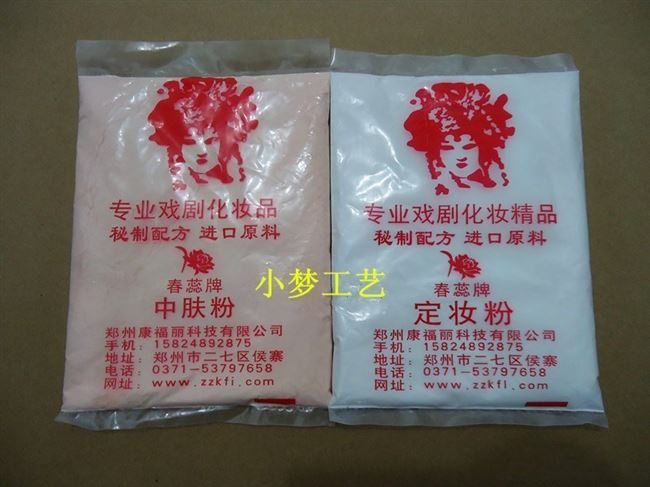 专业戏剧化妆品
秘制配方 进口原料
春蕊牌
中肤粉
郑州康福丽科技有限公司
手机：15824892875
地址：郑州市二七区侯寨
电话：0371-53797658
网址：www.zzkfl.com
专业戏剧化妆精品
秘制配方 进口原料
春蕊牌
定妆粉
郑州康福丽科技有限公司
手机：15824892875
地址：郑州市二七区侯寨
电话：0371-53797658
网址：www.zzkfl.com
小梦工艺